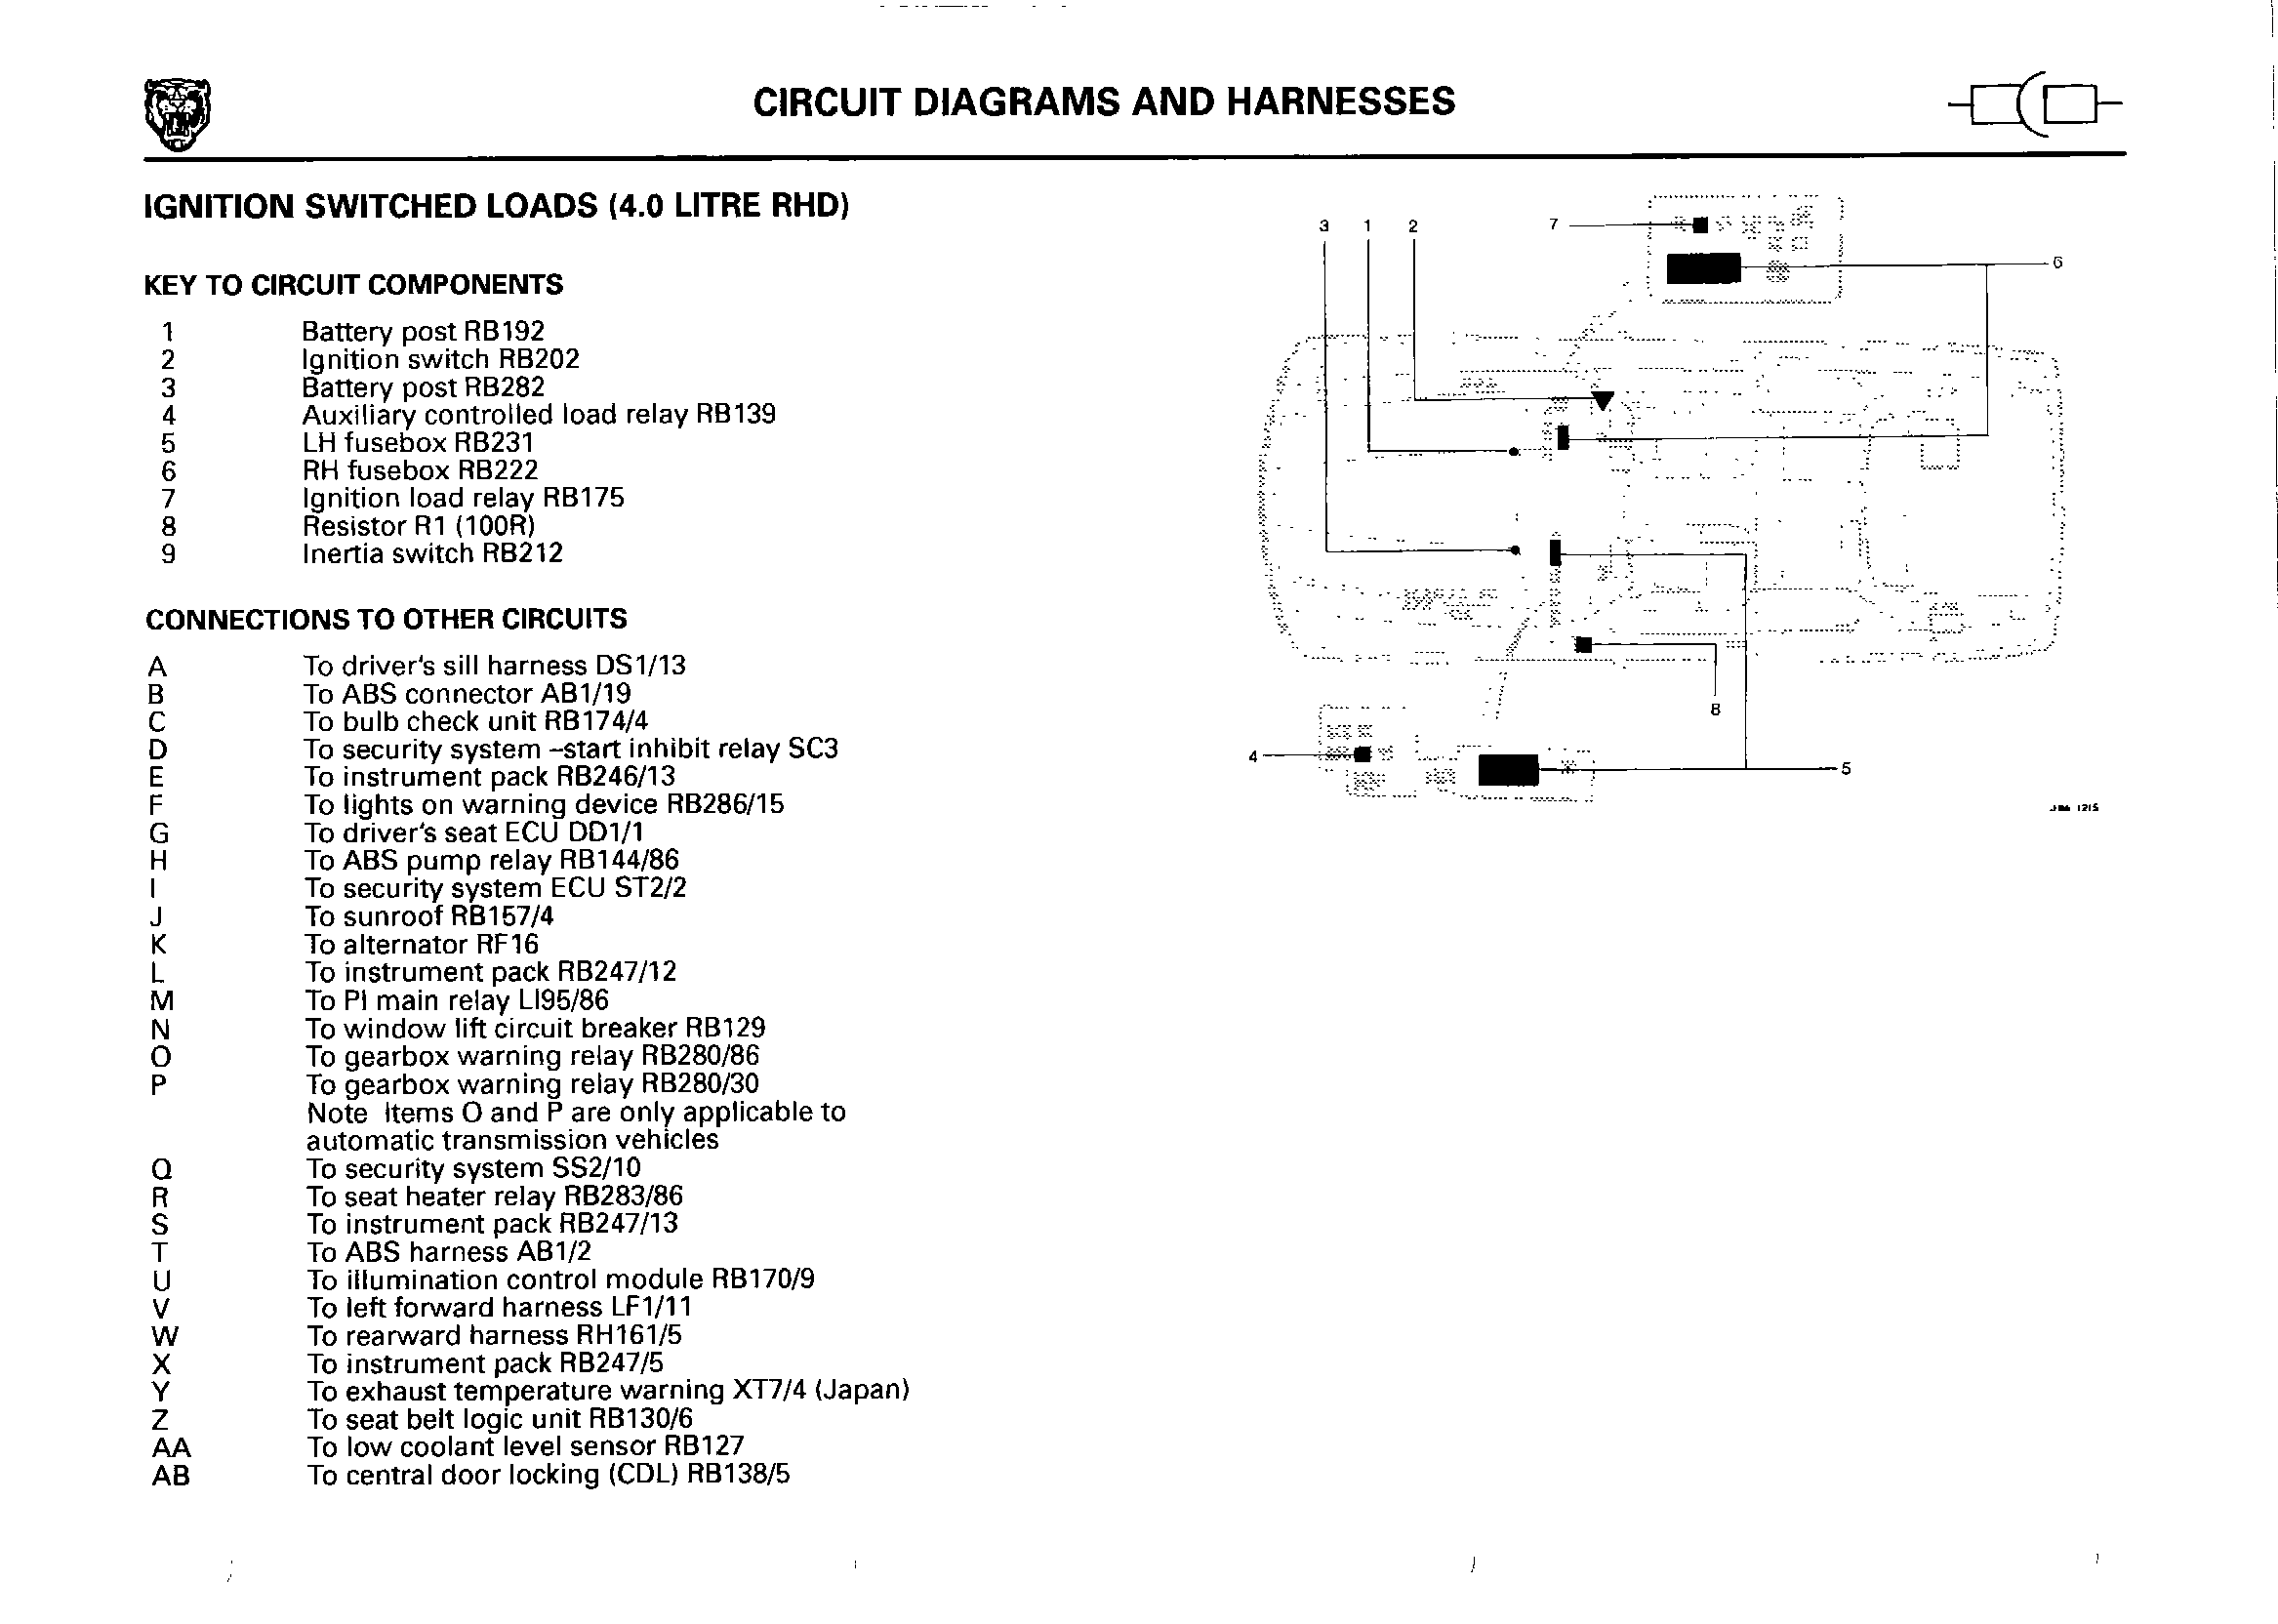 CIRCUIT DIAGRAMS AND HARNESSES
IGNITION SWITCHED LOADS (4.0 LITRE RHD)
KEY TO CIRCUIT COMPONENTS
1 Battery post RB192
2 Ignition switch RB202
3 Battery post RB282
4 Auxiliary controlled load relay RB139
5 LH fusebox RB231
6 RH fusebox RB222
7 Ignition load relay RB175
8 Resistor R1 (100R)
9 Inertia switch RB212
CONNECTIONS TO OTHER CIRCUITS
A To driver's sill harness DS1/13
B To ABS connector AB1/19
C To bulb check unit RB174/4
D To security system –start inhibit relay SC3
E To instrument pack RB246/13
F To lights on warning device RB286/15
G To driver's seat ECU DD1/1
H To ABS pump relay RB144/86
I To security system ECU ST2/2
J To sunroof RB157/4
K To alternator RF16
L To instrument pack RB247/12
M To PI main relay LI95/86
N To window lift circuit breaker RB129
O To gearbox warning relay RB280/86
P To gearbox warning relay RB280/30
Note Items O and P are only applicable to
automatic transmission vehicles
Q To security system SS2/10
R To seat heater relay RB283/86
S To instrument pack RB247/13
T To ABS harness AB1/2
U To illumination control module RB170/9
V To left forward harness LF1/11
W To rearward harness RH161/5
X To instrument pack RB247/5
Y To exhaust temperature warning XT7/4 (Japan)
Z To seat belt logic unit RB130/6
AA To low coolant level sensor RB127
AB To central door locking (CDL) RB138/5
3 1 2 7
6
8
4
5
1215